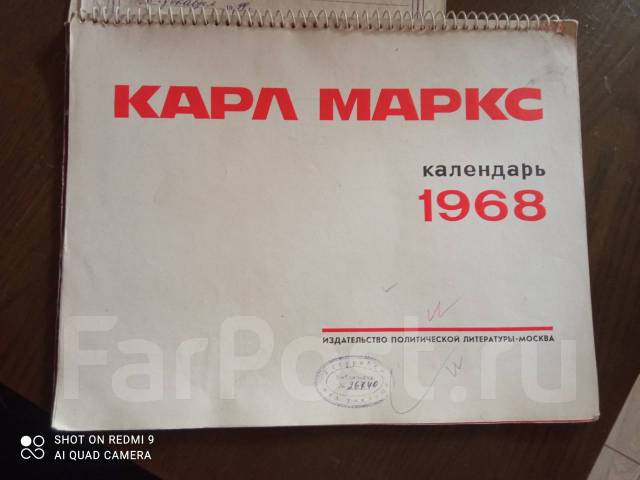 КАРЛ МАРКС
календарь
1968
ИЗДАТЕЛЬСТВО ПОЛИТИЧЕСКОЙ ЛИТЕРАТУРЫ-МОСКВА
FarPost.ru
SHOT ON REDMI 9
AI QUAD CAMERA